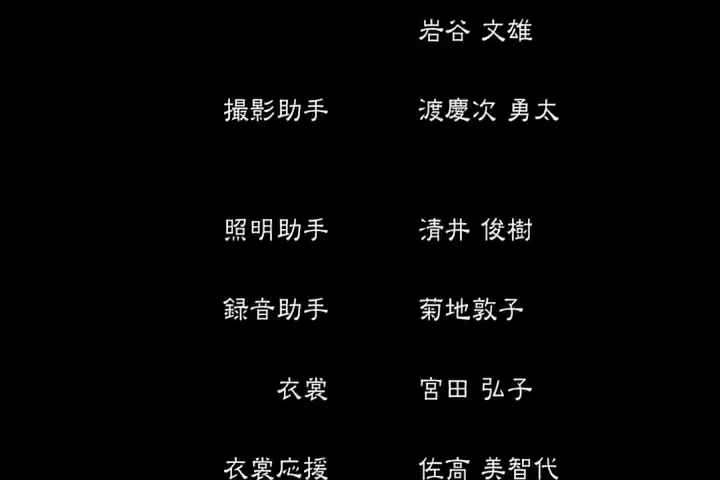 岩谷 文雄
撮影助手 渡慶次 勇太
照明助手 清井 俊樹
録音助手 菊地敦子
衣裳 宮田 弘子
衣裳応援 佐高 美智代